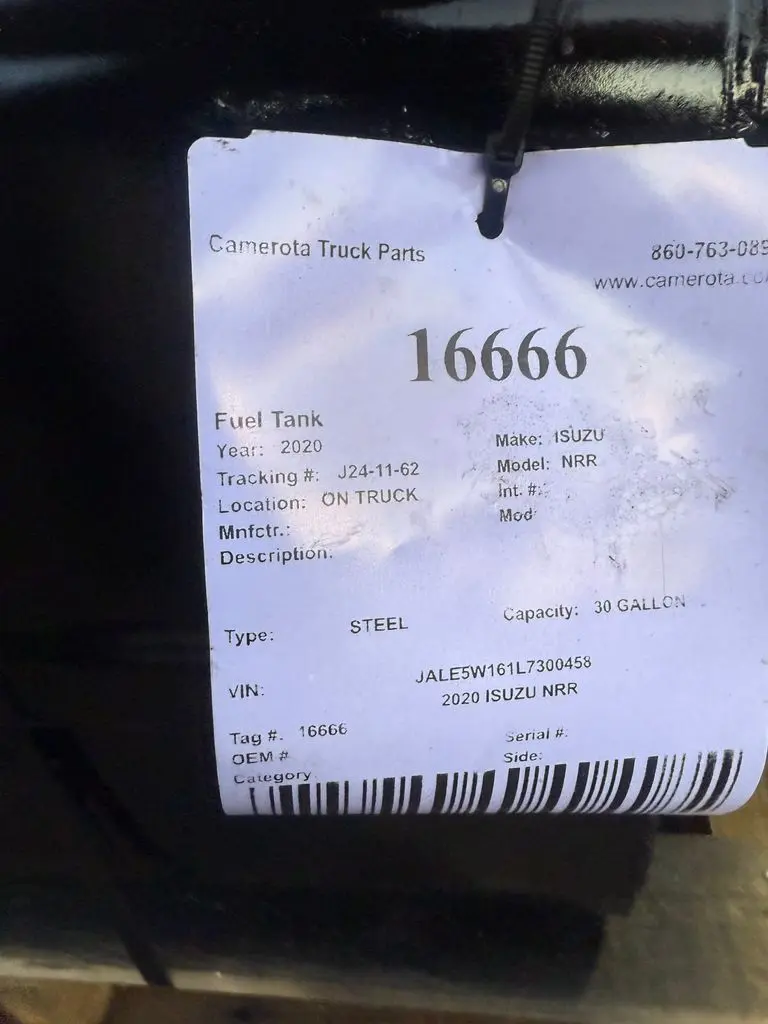 Camerota Truck Parts
860-763-089
www.camerota.co
16666
Fuel Tank
Year: 2020
Make: ISUZU
Tracking #: J24-11-62
Model: NRR
Location: ON TRUCK
Int. #:
Mnfctr.:
Mod
Description:
Type: STEEL
Capacity: 30 GALLON
VIN: JALE5W161L7300458
2020 ISUZU NRR
Tag #. 16666
Serial #:
OEM #
Side:
Category